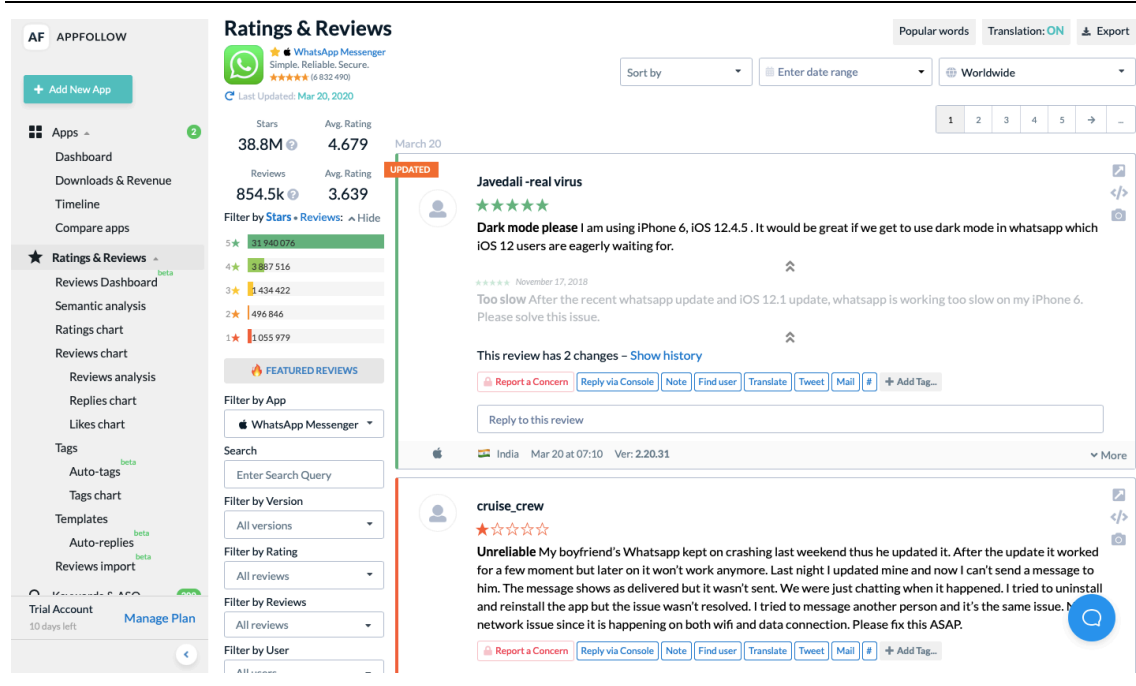 AF APPFOLLOW
+ Add New App
Apps 2
Dashboard
Downloads & Revenue
Timeline
Compare apps
Ratings & Reviews
beta
Reviews Dashboard
Semantic analysis
Ratings chart
Reviews chart
Reviews analysis
Replies chart
Likes chart
Tags
beta
Auto-tags
Tags chart
Templates
beta
Auto-replies
beta
Reviews import
Trial Account
10 days left
Manage Plan
Ratings & Reviews
WhatsApp Messenger
Simple. Reliable. Secure.
(6 832 490)
Last Updated: Mar 20, 2020
Stars Avg. Rating
38.8M 4.679
Reviews Avg. Rating
854.5k 3.639
Filter by Stars • Reviews: Hide
5★ 31 940 076
4★ 3 887 516
3★ 1 434 422
2★ 496 846
1★ 1 055 979
FEATURED REVIEWS
Filter by App
WhatsApp Messenger
Search
Enter Search Query
Filter by Version
All versions
Filter by Rating
All reviews
Filter by Reviews
All reviews
Filter by User
All users
Popular words
Translation: ON
Export
Sort by
Enter date range
Worldwide
1 2 3 4 5 → ...
March 20
UPDATED
Javedali -real virus
★★★★★
Dark mode please I am using iPhone 6, iOS 12.4.5 . It would be great if we get to use dark mode in whatsapp which
iOS 12 users are eagerly waiting for.
★★★★★ November 17, 2018
Too slow After the recent whatsapp update and iOS 12.1 update, whatsapp is working too slow on my iPhone 6.
Please solve this issue.
This review has 2 changes – Show history
Report a Concern Reply via Console Note Find user Translate Tweet Mail # + Add Tag...
Reply to this review
India Mar 20 at 07:10 Ver: 2.20.31
More
cruise_crew
★☆☆☆☆
Unreliable My boyfriend's Whatsapp kept on crashing last weekend thus he updated it. After the update it worked
for a few moment but later on it won't work anymore. Last night I updated mine and now I can't send a message to
him. The message shows as delivered but it wasn't sent. We were just chatting when it happened. I tried to uninstall
and reinstall the app but the issue wasn't resolved. I tried to message another person and it's the same issue.
network issue since it is happening on both wifi and data connection. Please fix this ASAP.
Report a Concern Reply via Console Note Find user Translate Tweet Mail # + Add Tag...